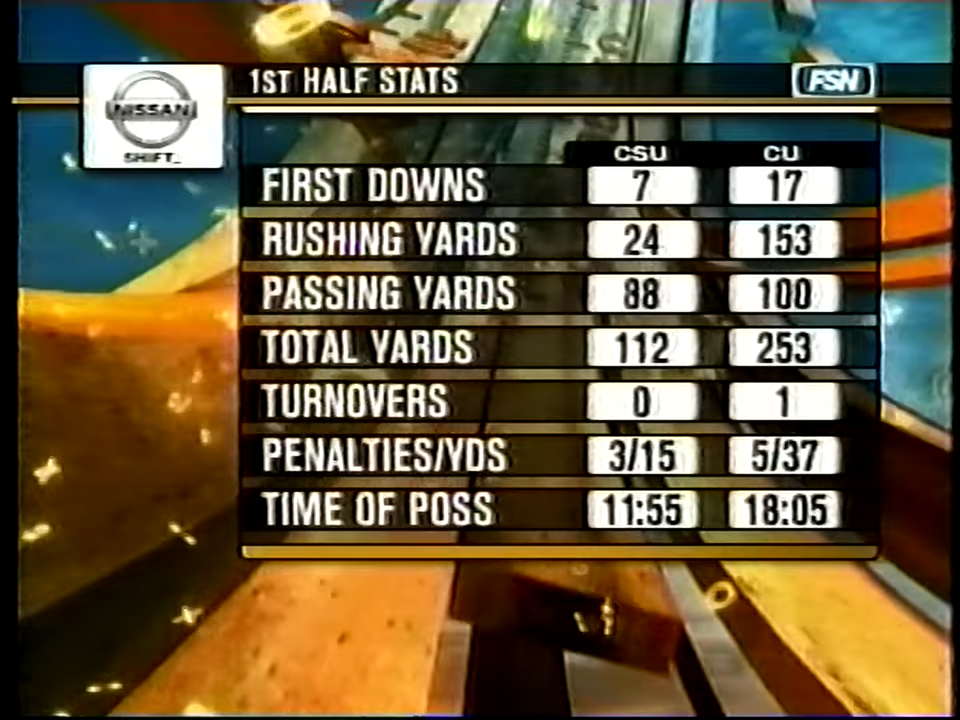 NISSAN
SHIFT_
1ST HALF STATS
FSN
CSU CU
FIRST DOWNS 7 17
RUSHING YARDS 24 153
PASSING YARDS 88 100
TOTAL YARDS 112 253
TURNOVERS 0 1
PENALTIES/YDS 3/15 5/37
TIME OF POSS 11:55 18:05